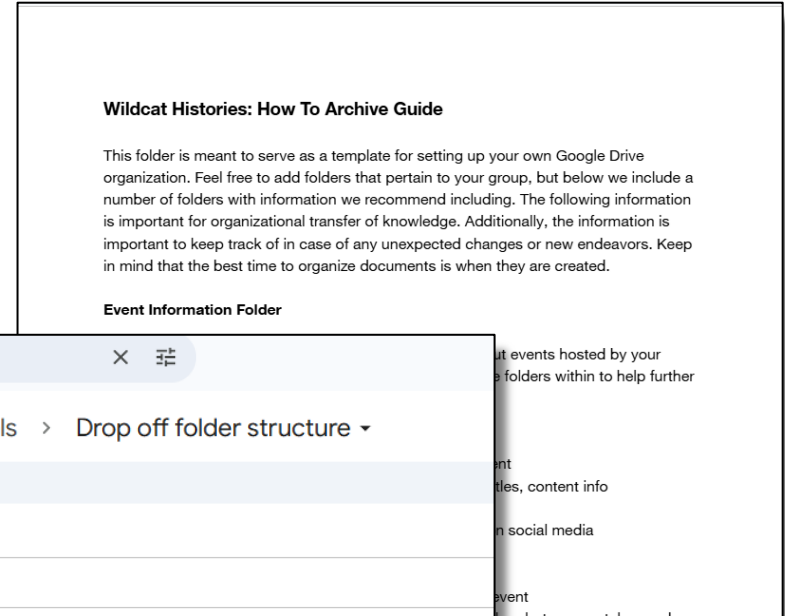 Wildcat Histories: How To Archive Guide
This folder is meant to serve as a template for setting up your own Google Drive
organization. Feel free to add folders that pertain to your group, but below we include a
number of folders with information we recommend including. The following information
is important for organizational transfer of knowledge. Additionally, the information is
important to keep track of in case of any unexpected changes or new endeavors. Keep
in mind that the best time to organize documents is when they are created.
Event Information Folder
events hosted by your
folders within to help further
content info
social media
event
Drop off folder structure